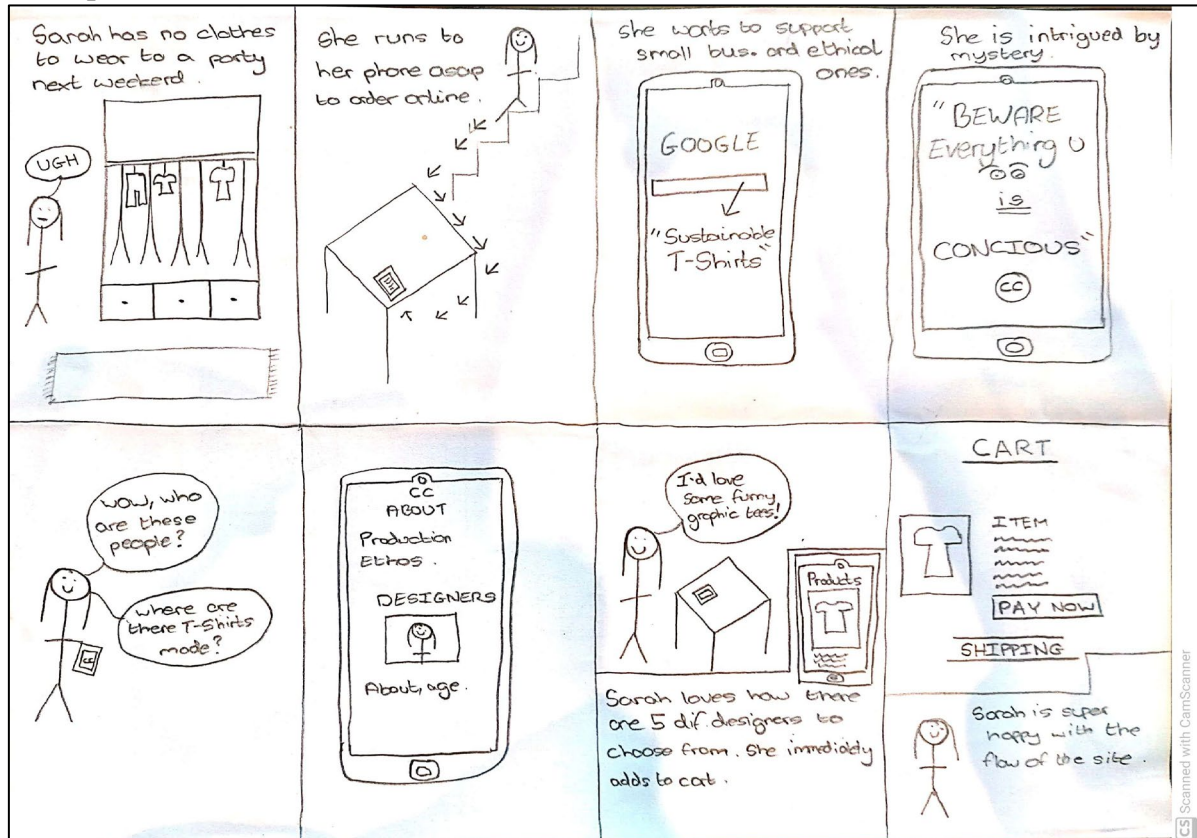 Sarah has no clothes
to wear to a party
next weekend.
UGH
She runs to
her phone asap
to order online.
She wants to support
small bus. and ethical
ones.
GOOGLE
"Sustainable
T-Shirts"
She is intrigued by
mystery.
"BEWARE
Everything U
is
CONCIOUS"
CC
wow, who
are these
people?
where are
there T-Shirts
made?
CC
CC
ABOUT
Production
Ethos.
DESIGNERS
About, age.
I'd love
some funny
graphic tees!
Products
Sarah loves how there
are 5 dif. designers to
choose from. She immediately
adds to cart.
CART
ITEM
PAY NOW
SHIPPING
Sarah is super
happy with the
flow of the site.
CS Scanned with CamScanner